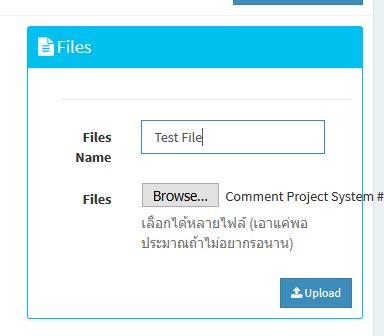 Files
Files Name
Test File
Files
Browse... Comment Project System #
เลือกได้หลายไฟล์ (เอาแค่พอ
ประมาณถ้าไม่อยากรอนาน)
Upload